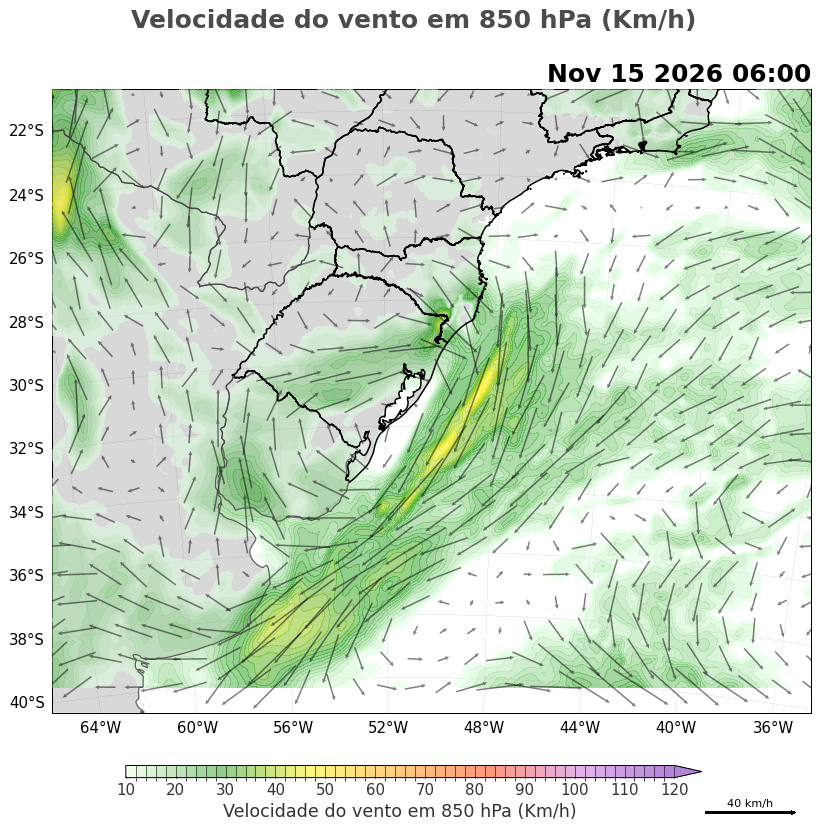 Velocidade do vento em 850 hPa (Km/h)
Nov 15 2026 06:00
22°S
24°S
26°S
28°S
30°S
32°S
34°S
36°S
38°S
40°S
64°W 60°W 56°W 52°W 48°W 44°W 40°W 36°W
10 20 30 40 50 60 70 80 90 100 110 120
40 km/h
Velocidade do vento em 850 hPa (Km/h)